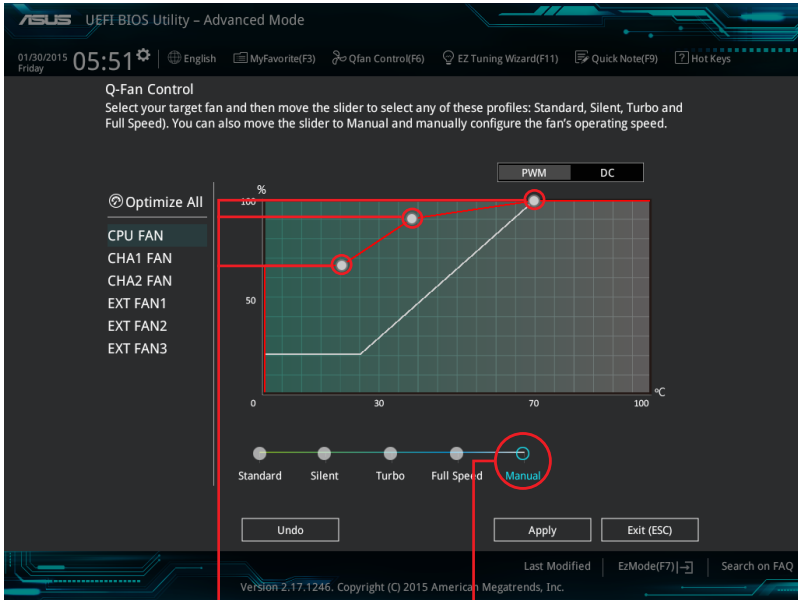 ASUS UEFI BIOS Utility – Advanced Mode
01/30/2015
Friday
05:51
English
MyFavorite(F3)
Qfan Control(F6)
EZ Tuning Wizard(F11)
Quick Note(F9)
? Hot Keys
Q-Fan Control
Select your target fan and then move the slider to select any of these profiles: Standard, Silent, Turbo and
Full Speed). You can also move the slider to Manual and manually configure the fan's operating speed.
PWM
DC
Optimize All
CPU FAN
CHA1 FAN
CHA2 FAN
EXT FAN1
EXT FAN2
EXT FAN3
%
100
50
0
30
70
100
ºC
Standard
Silent
Turbo
Full Speed
Manual
Undo
Apply
Exit (ESC)
Last Modified
EzMode(F7)
Search on FAQ
Version 2.17.1246. Copyright (C) 2015 American Megatrends, Inc.